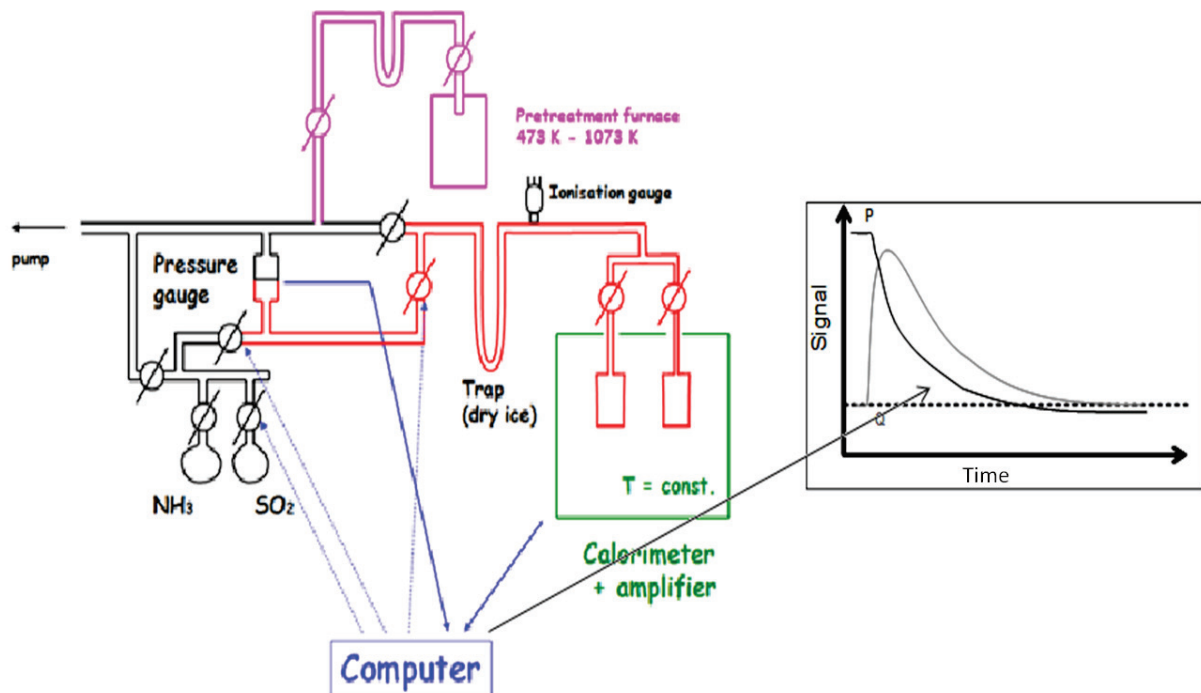 Pretreatment furnace
473 K - 1073 K
Ionisation gauge
pump
Pressure
gauge
Trap
(dry ice)
NH₃
SO₂
T = const.
Calorimeter
+ amplifier
Computer
P
Signal
Q
Time